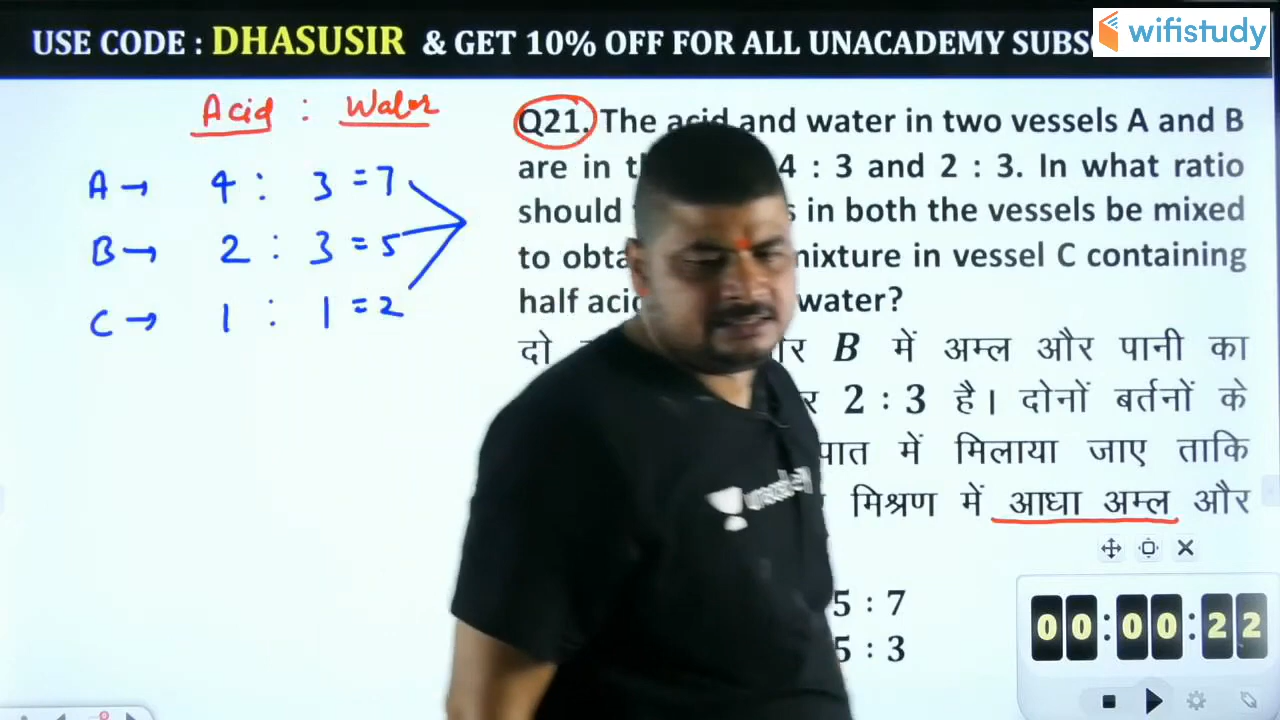 USE CODE : DHASUSIR & GET 10% OFF FOR ALL UNACADEMY
wifistudy
Acid : Water
A → 4 : 3 = 7
B → 2 : 3 = 5
C → 1 : 1 = 2
Q21. The acid and water in two vessels A and B
are in 4 : 3 and 2 : 3. In what ratio
should in both the vessels be mixed
to mixture in vessel C containing
half water?
दो B में अम्ल और पानी का
2 : 3 है। दोनों बर्तनों के
में मिलाया जाए ताकि
मिश्रण में आधा अम्ल और
5 : 7
5 : 3
unacademy
00:00:22